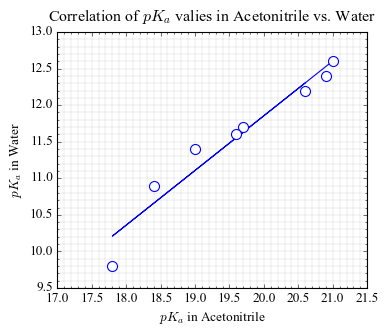 Correlation of pKₐ valies in Acetonitrile vs. Water
13.0
12.5
12.0
11.5
11.0
10.5
10.0
9.5
pKₐ in Water
17.0 17.5 18.0 18.5 19.0 19.5 20.0 20.5 21.0 21.5
pKₐ in Acetonitrile